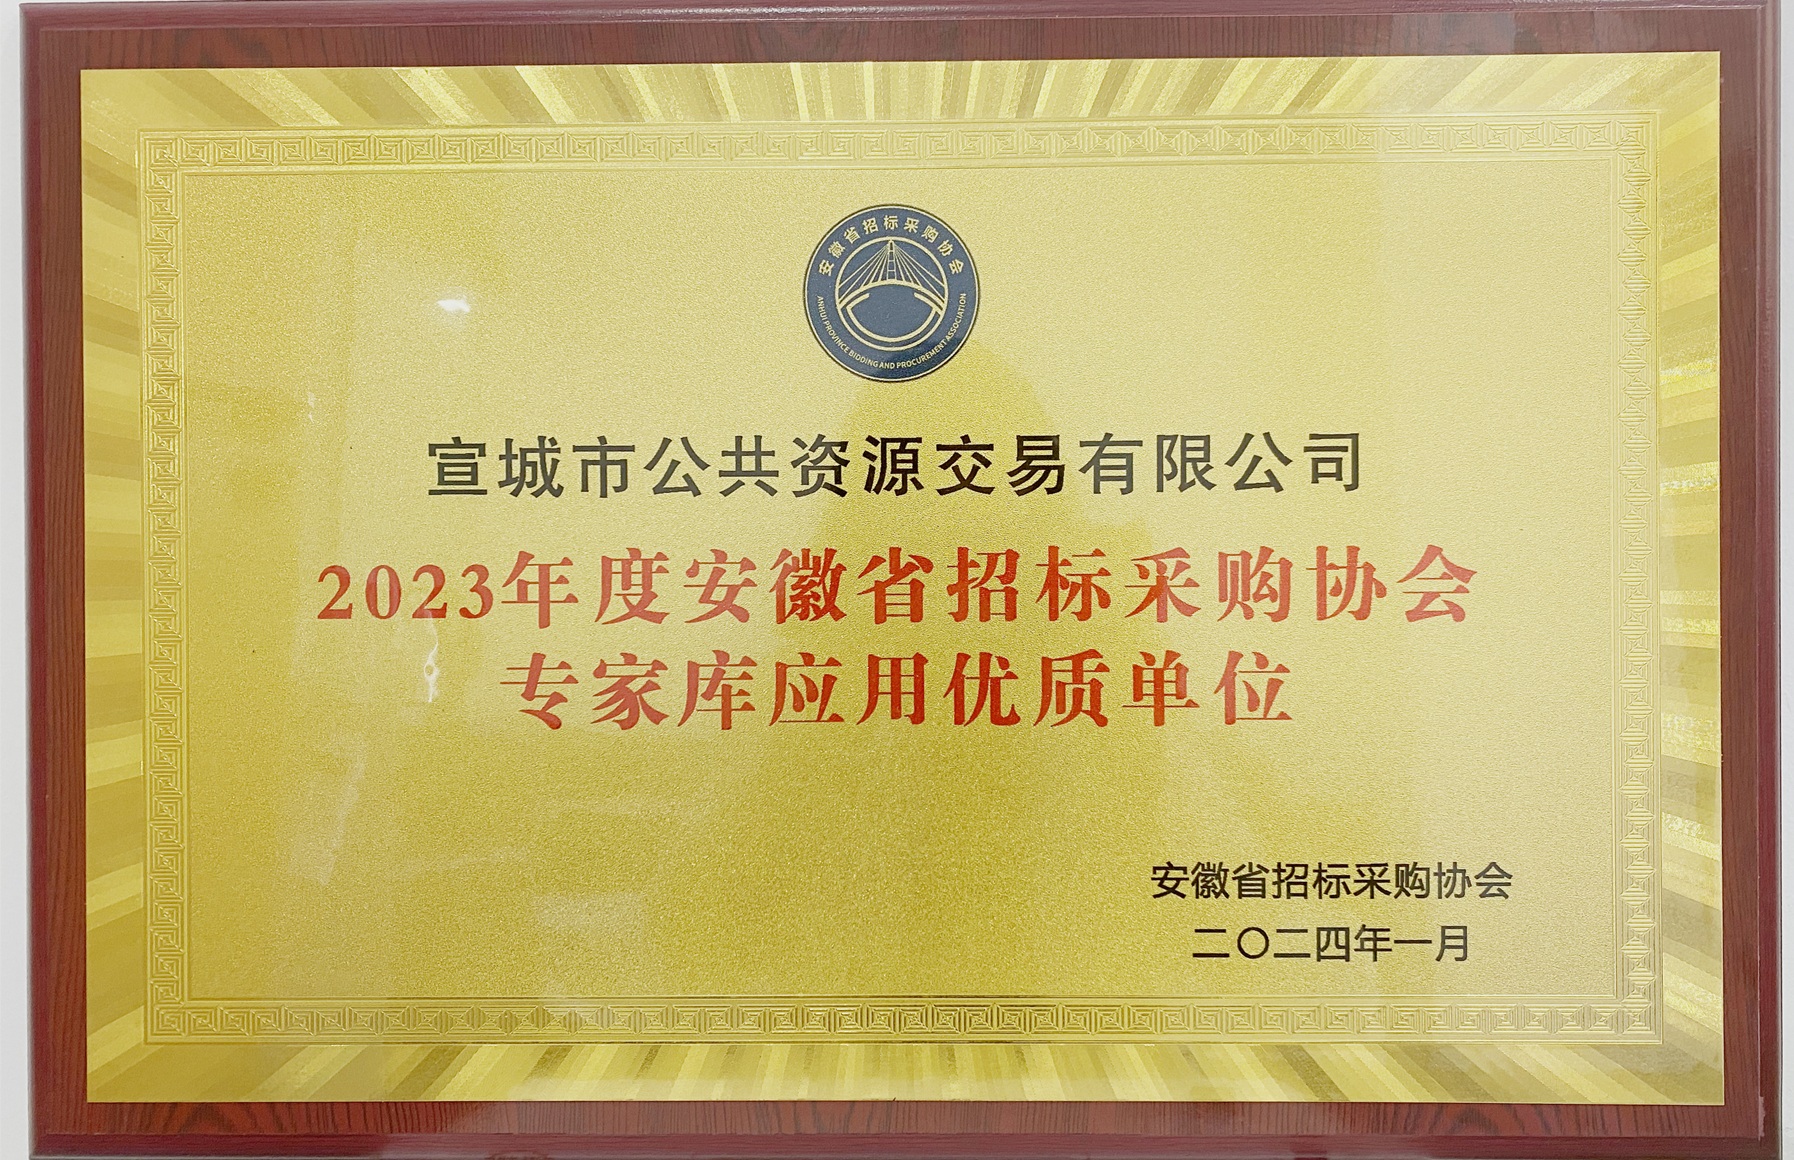 安徽省招标采购协会
ANHUI PROVINCE BIDDING AND PROCUREMENT ASSOCIATION
宣城市公共资源交易有限公司
2023年度安徽省招标采购协会
专家库应用优质单位
安徽省招标采购协会
二〇二四年一月